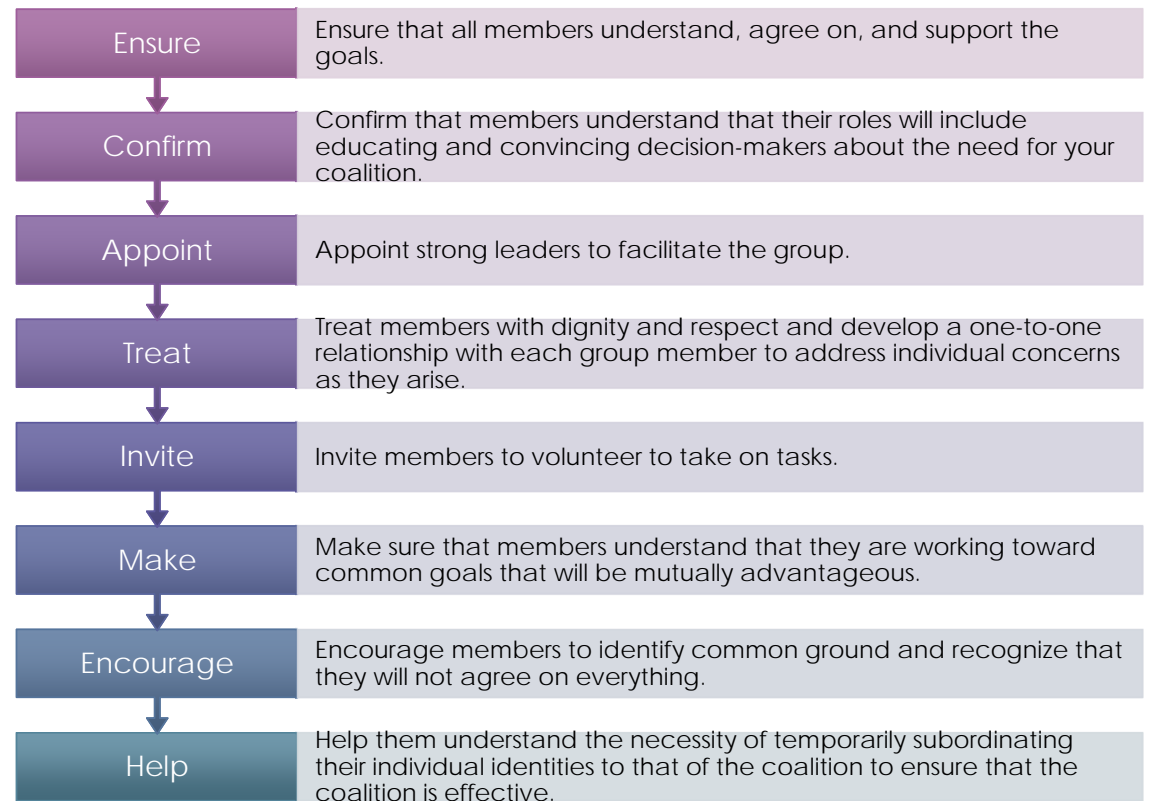 Ensure
Ensure that all members understand, agree on, and support the
goals.
Confirm
Confirm that members understand that their roles will include
educating and convincing decision-makers about the need for your
coalition.
Appoint
Appoint strong leaders to facilitate the group.
Treat
Treat members with dignity and respect and develop a one-to-one
relationship with each group member to address individual concerns
as they arise.
Invite
Invite members to volunteer to take on tasks.
Make
Make sure that members understand that they are working toward
common goals that will be mutually advantageous.
Encourage
Encourage members to identify common ground and recognize that
they will not agree on everything.
Help
Help them understand the necessity of temporarily subordinating
their individual identities to that of the coalition to ensure that the
coalition is effective.